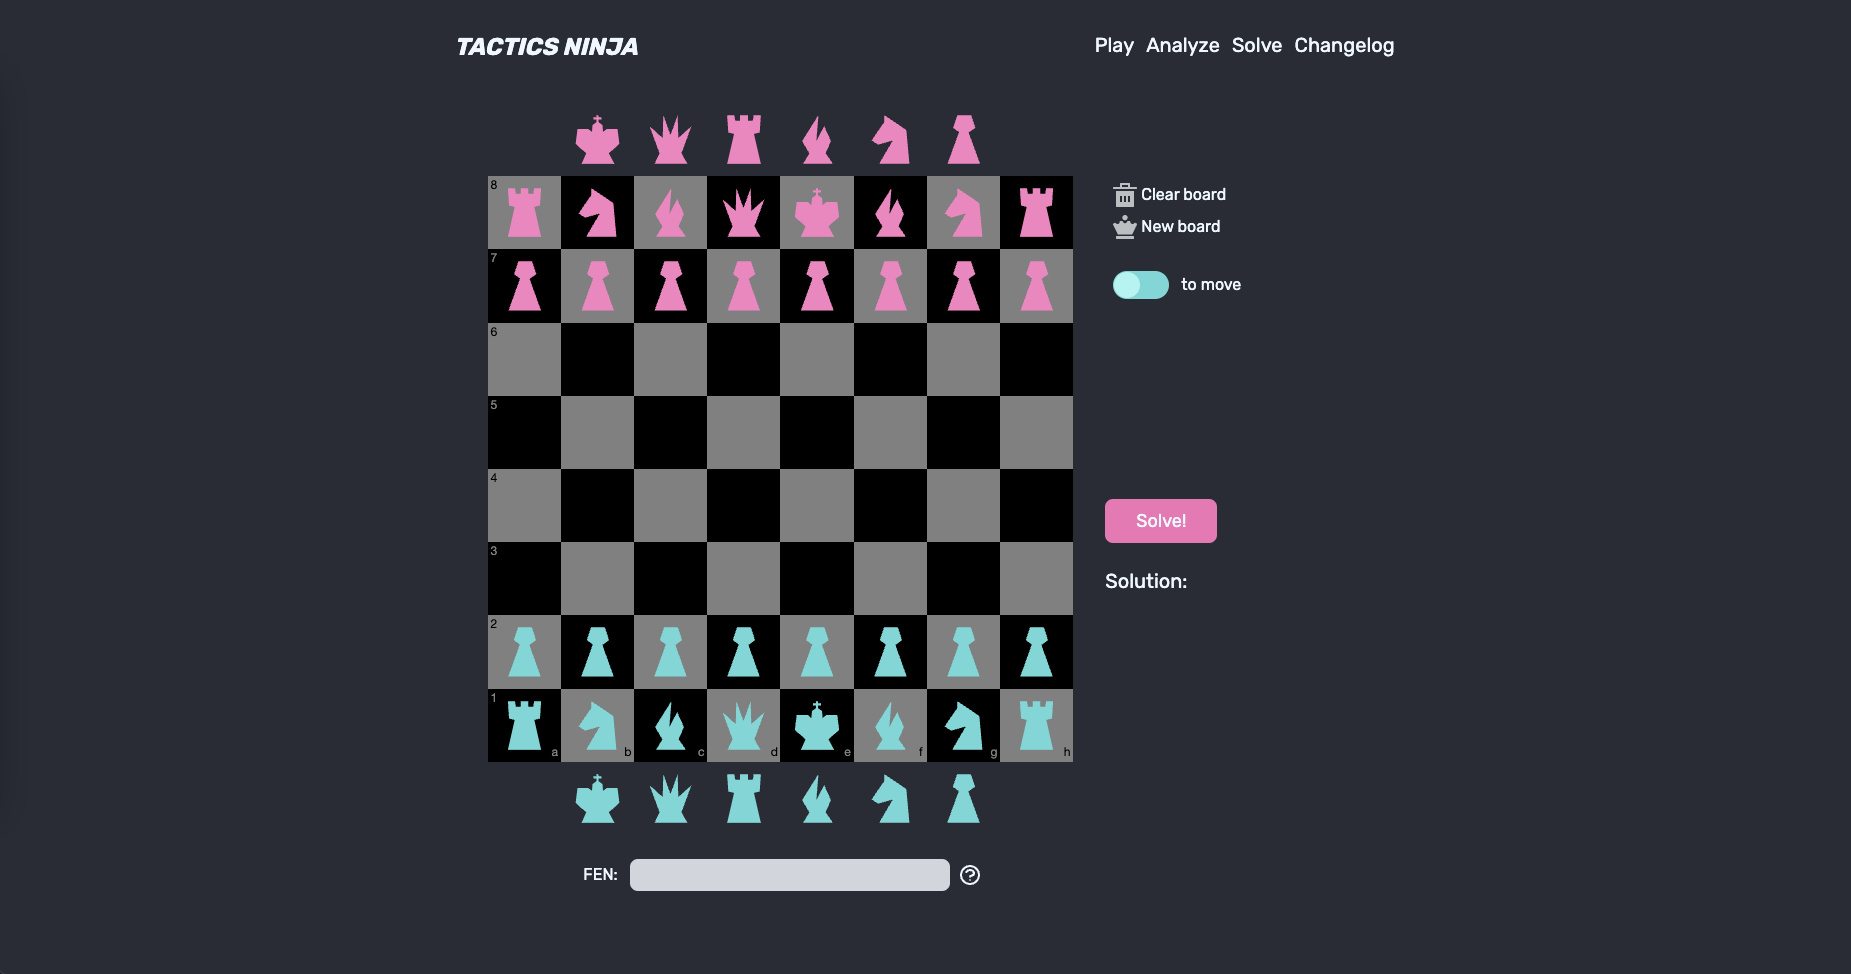 TACTICS NINJA
Play Analyze Solve Changelog
8
Clear board
New board
7
to move
6
5
4
Solve!
3
Solution:
2
1
a b c d e f g h
FEN:
?